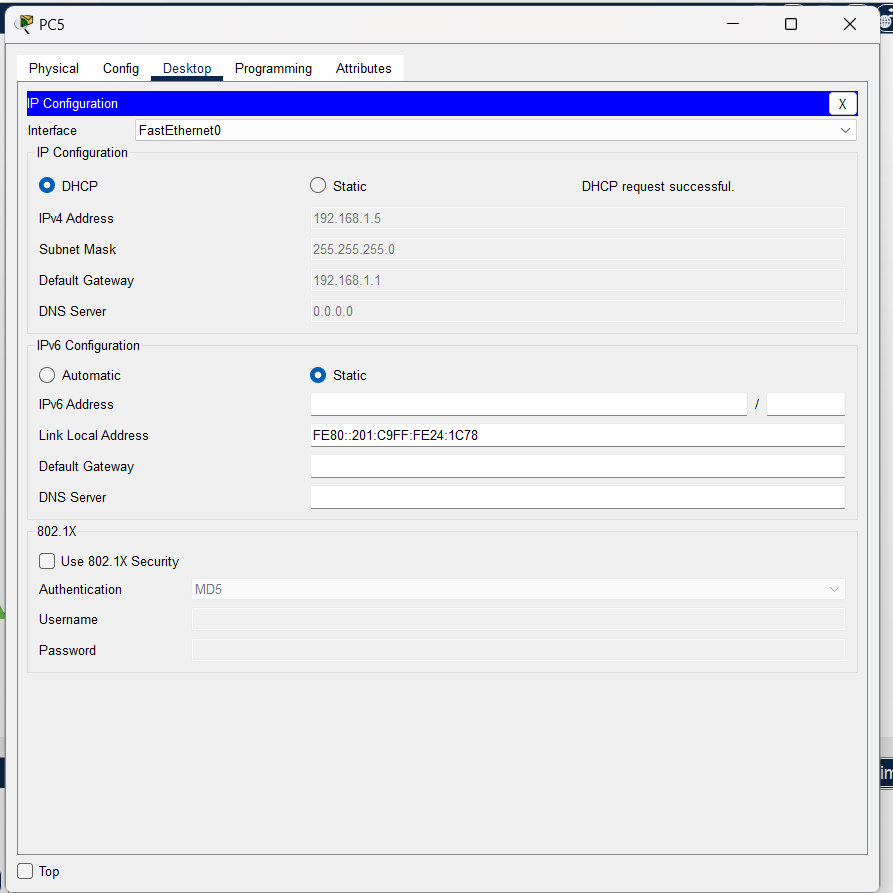 PC5
Physical Config Desktop Programming Attributes
IP Configuration X
Interface FastEthernet0
IP Configuration
DHCP Static DHCP request successful.
IPv4 Address 192.168.1.5
Subnet Mask 255.255.255.0
Default Gateway 192.168.1.1
DNS Server 0.0.0.0
IPv6 Configuration
Automatic Static
IPv6 Address /
Link Local Address FE80::201:C9FF:FE24:1C78
Default Gateway
DNS Server
802.1X
Use 802.1X Security
Authentication MD5
Username
Password
Top